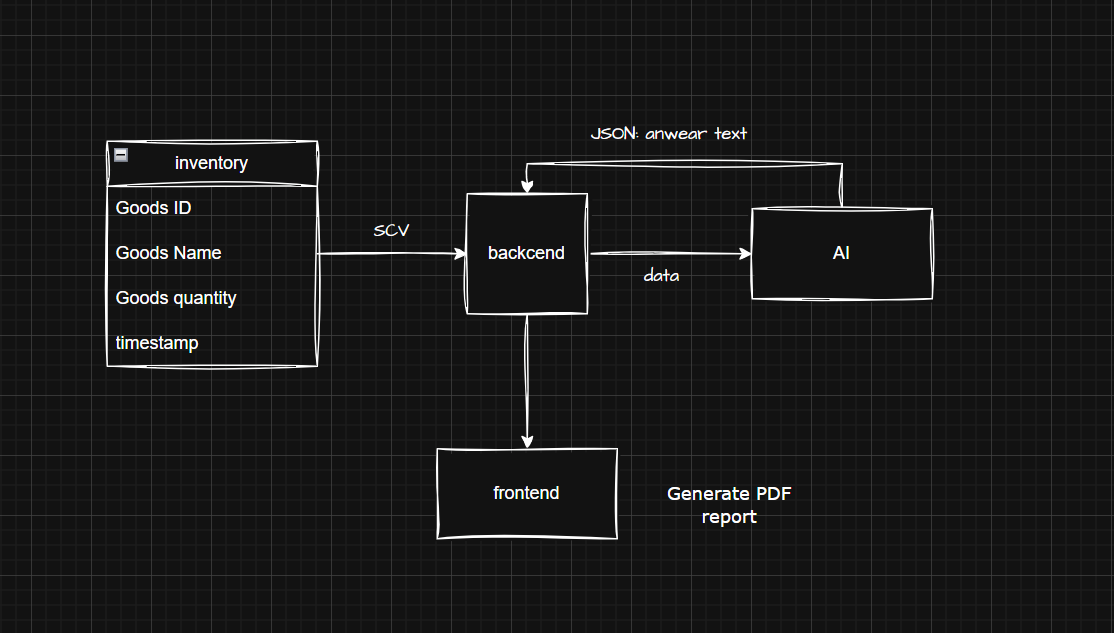 JSON: anwear text
inventory
Goods ID
Goods Name
Goods quantity
timestamp
SCV
backcend
data
AI
frontend
Generate PDF
report